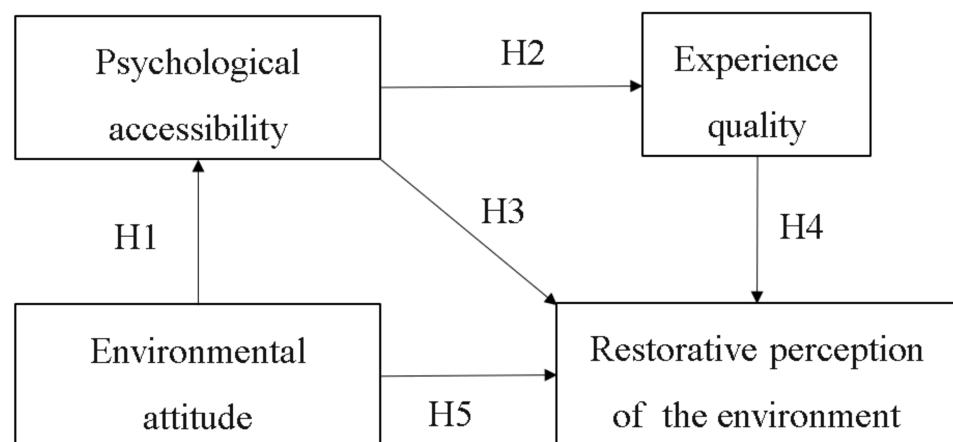 Psychological
accessibility
H2
Experience
quality
H1
H3
H4
Environmental
attitude
H5
Restorative perception
of the environment